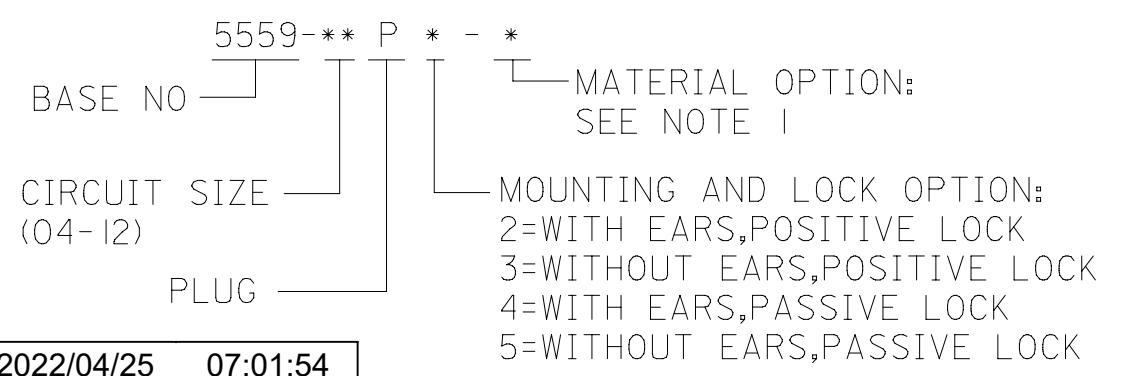 5559-** P * - *
BASE NO
MATERIAL OPTION:
SEE NOTE 1
CIRCUIT SIZE
(04-12)
PLUG
MOUNTING AND LOCK OPTION:
2=WITH EARS,POSITIVE LOCK
3=WITHOUT EARS,POSITIVE LOCK
4=WITH EARS,PASSIVE LOCK
5=WITHOUT EARS,PASSIVE LOCK
2022/04/25 07:01:54